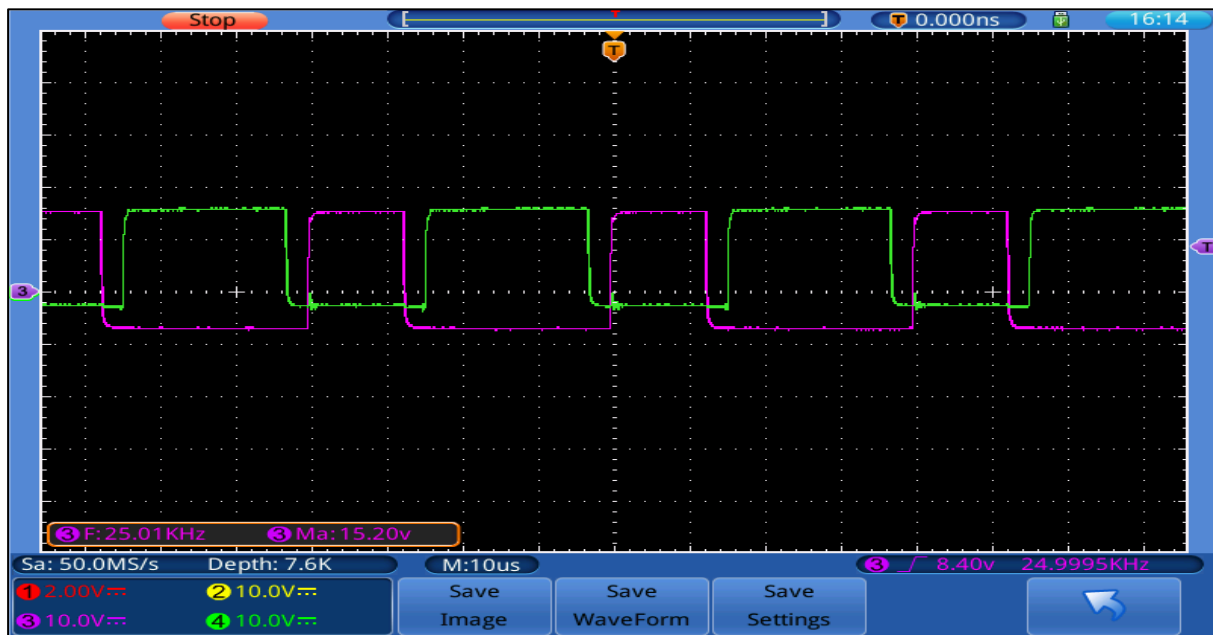 Stop T T 0.000ns 16:14
T
3 T
3 F:25.01KHz 3 Ma:15.20v
Sa: 50.0MS/s Depth: 7.6K M:10us 3 8.40v 24.9995KHz
1 2.00V 2 10.0V Save Save Save
3 10.0V 4 10.0V Image WaveForm Settings